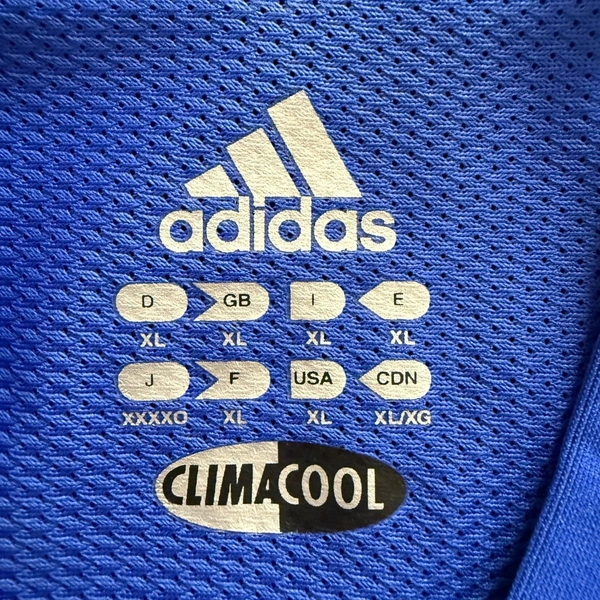 adidas
D GB I E
XL XL XL XL
J F USA CDN
XXXXO XL XL XL/XG
CLIMACOOL